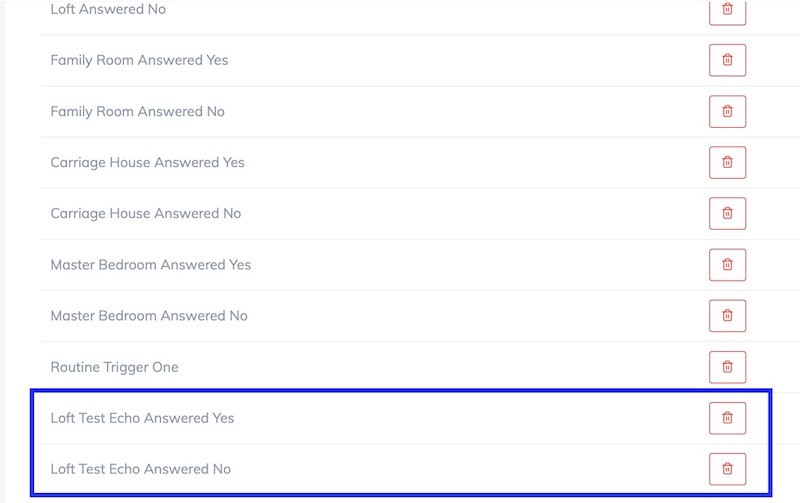 Loft Answered No
Family Room Answered Yes
Family Room Answered No
Carriage House Answered Yes
Carriage House Answered No
Master Bedroom Answered Yes
Master Bedroom Answered No
Routine Trigger One
Loft Test Echo Answered Yes
Loft Test Echo Answered No